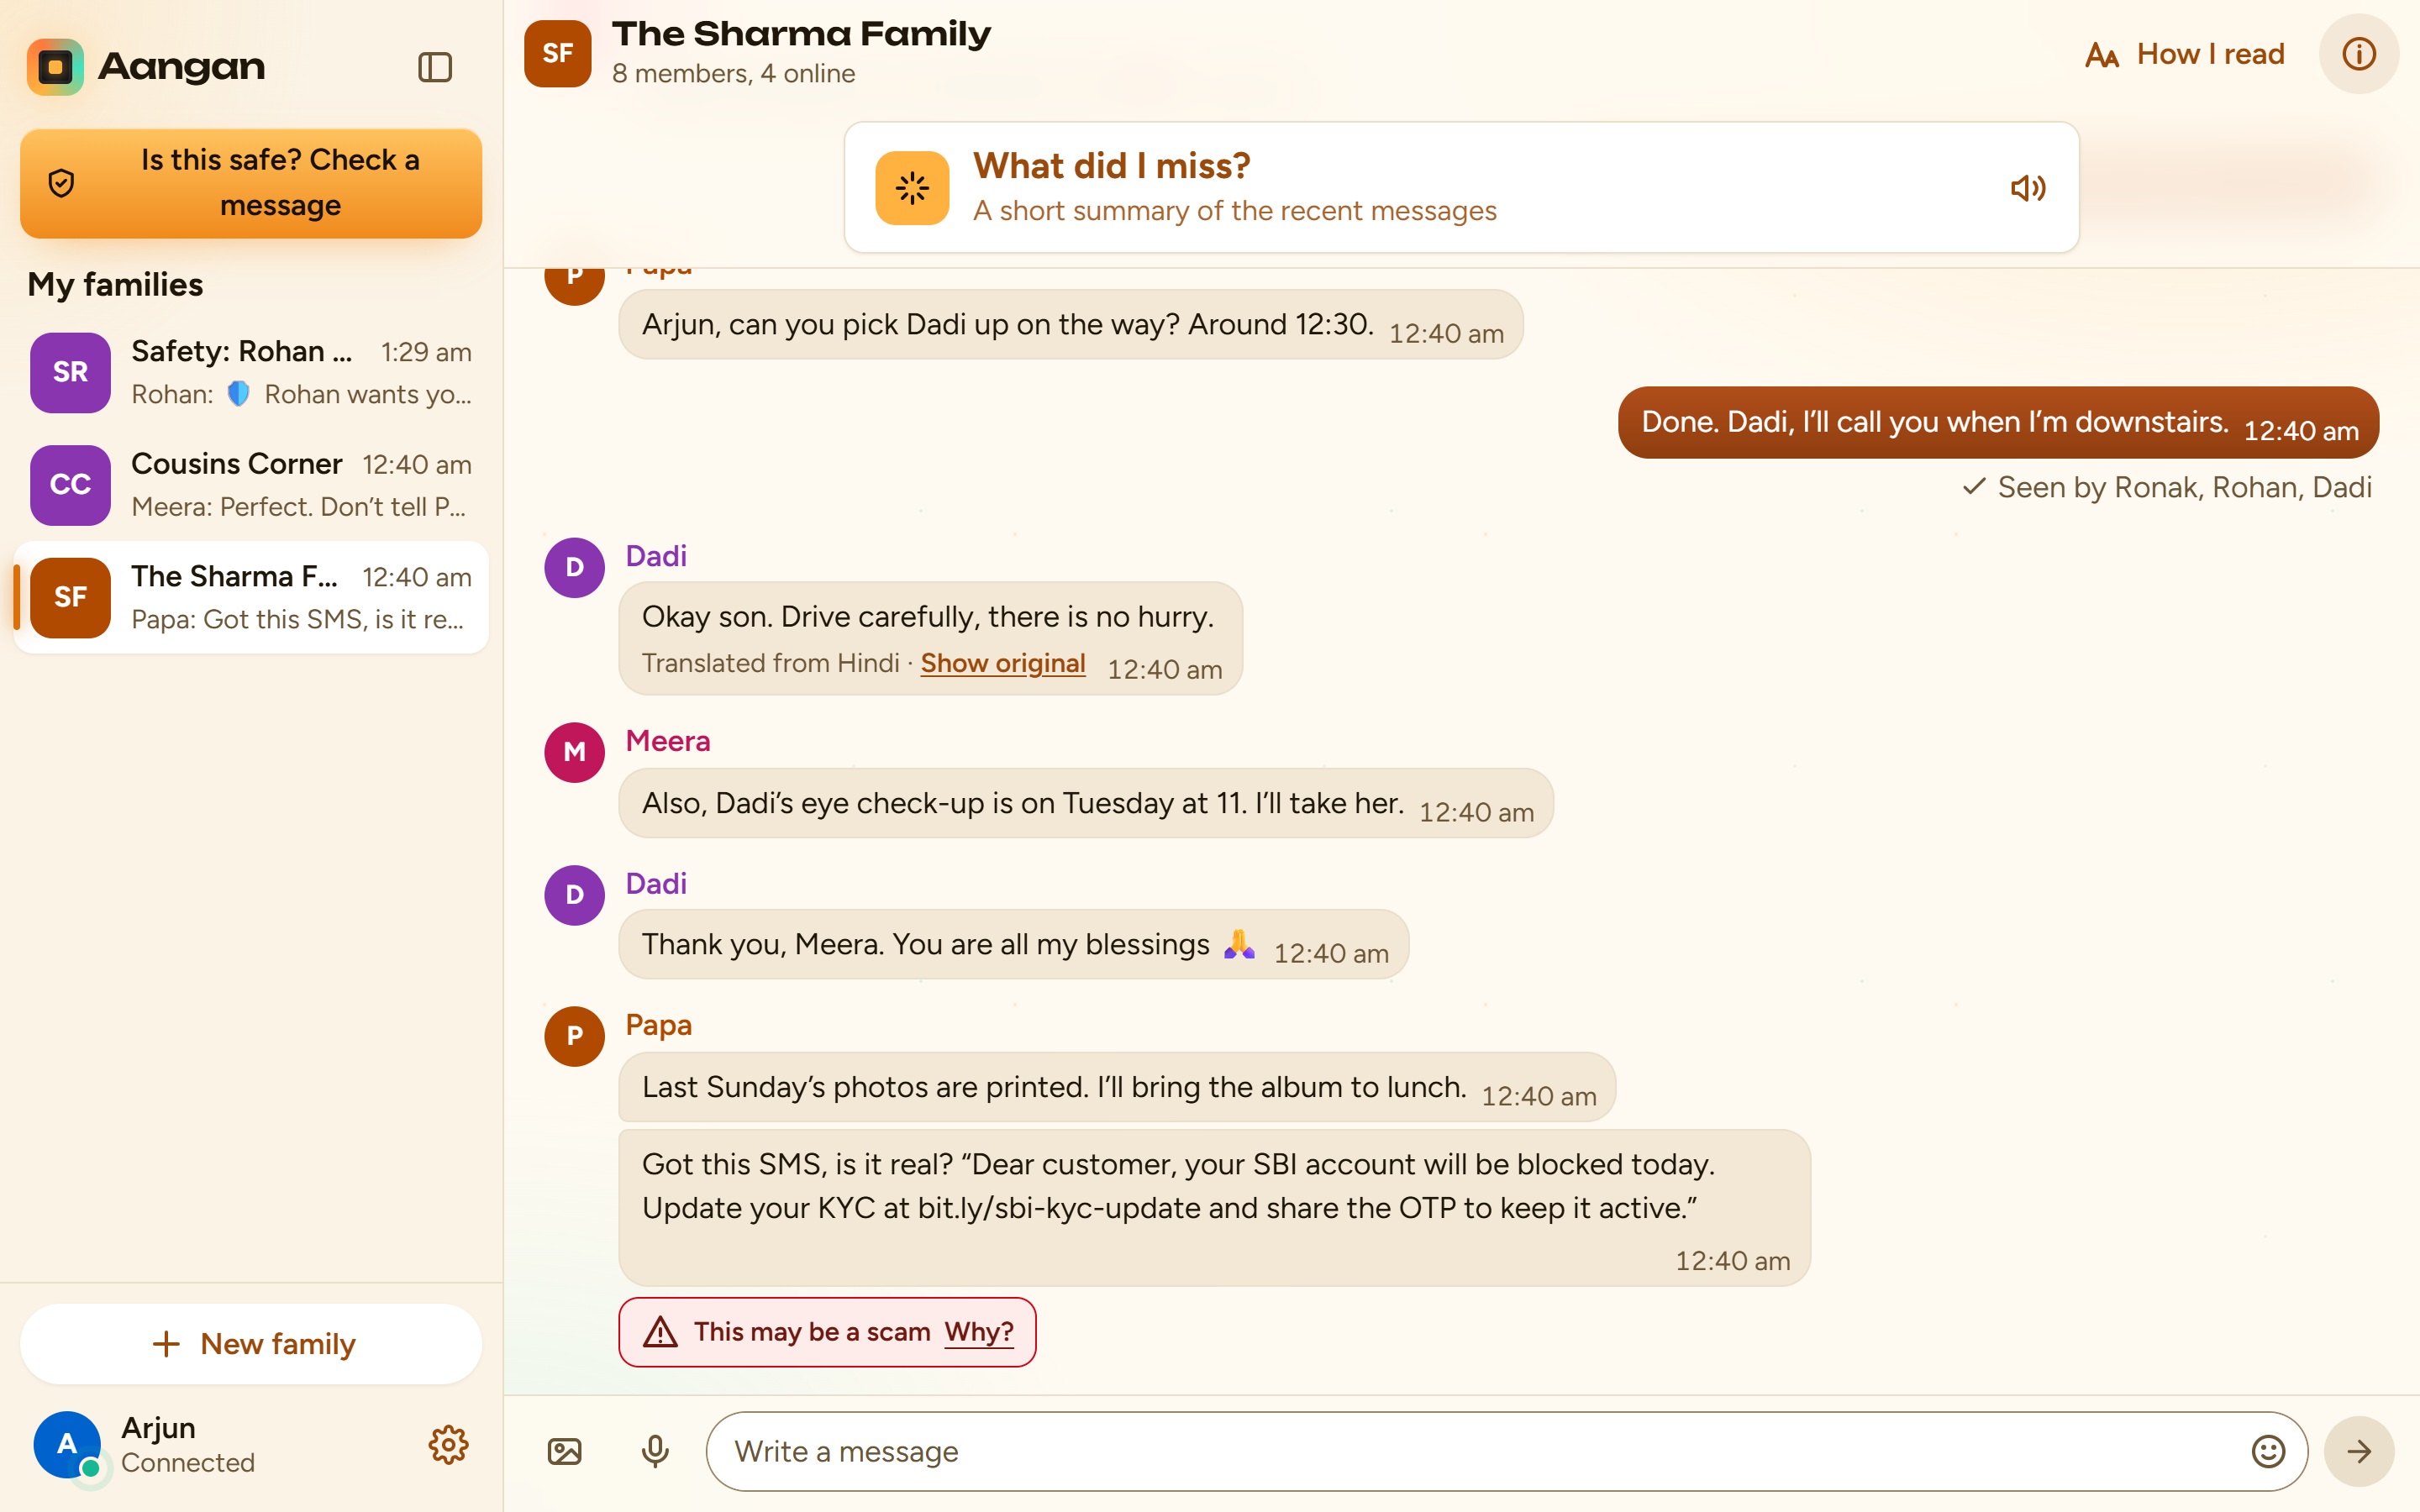 Aangan
Is this safe? Check a
message
My families
SR
Safety: Rohan ...
1:29 am
Rohan: 🛡️ Rohan wants yo...
CC
Cousins Corner
12:40 am
Meera: Perfect. Don’t tell P...
SF
The Sharma F...
12:40 am
Papa: Got this SMS, is it re...
+ New family
A
Arjun
Connected
SF
The Sharma Family
8 members, 4 online
AA How I read
What did I miss?
A short summary of the recent messages
P
Papa
Arjun, can you pick Dadi up on the way? Around 12:30. 12:40 am
Done. Dadi, I’ll call you when I’m downstairs. 12:40 am
✓ Seen by Ronak, Rohan, Dadi
D
Dadi
Okay son. Drive carefully, there is no hurry.
Translated from Hindi · Show original 12:40 am
M
Meera
Also, Dadi’s eye check-up is on Tuesday at 11. I’ll take her. 12:40 am
D
Dadi
Thank you, Meera. You are all my blessings 🙏 12:40 am
P
Papa
Last Sunday’s photos are printed. I’ll bring the album to lunch. 12:40 am
Got this SMS, is it real? “Dear customer, your SBI account will be blocked today.
Update your KYC at bit.ly/sbi-kyc-update and share the OTP to keep it active.”
12:40 am
This may be a scam Why?
Write a message